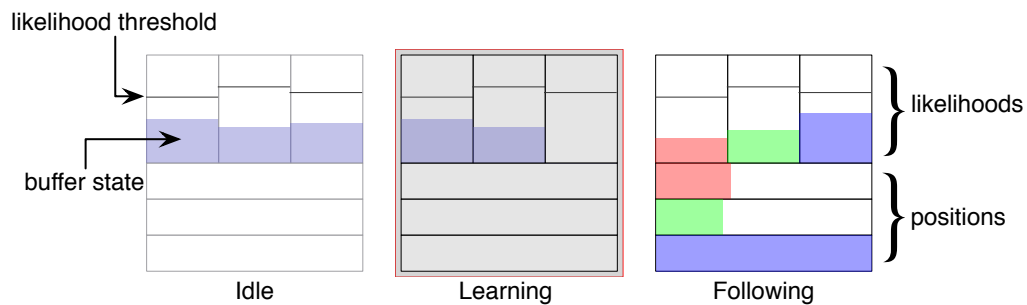 likelihood threshold
buffer state
likelihoods
positions
Idle
Learning
Following